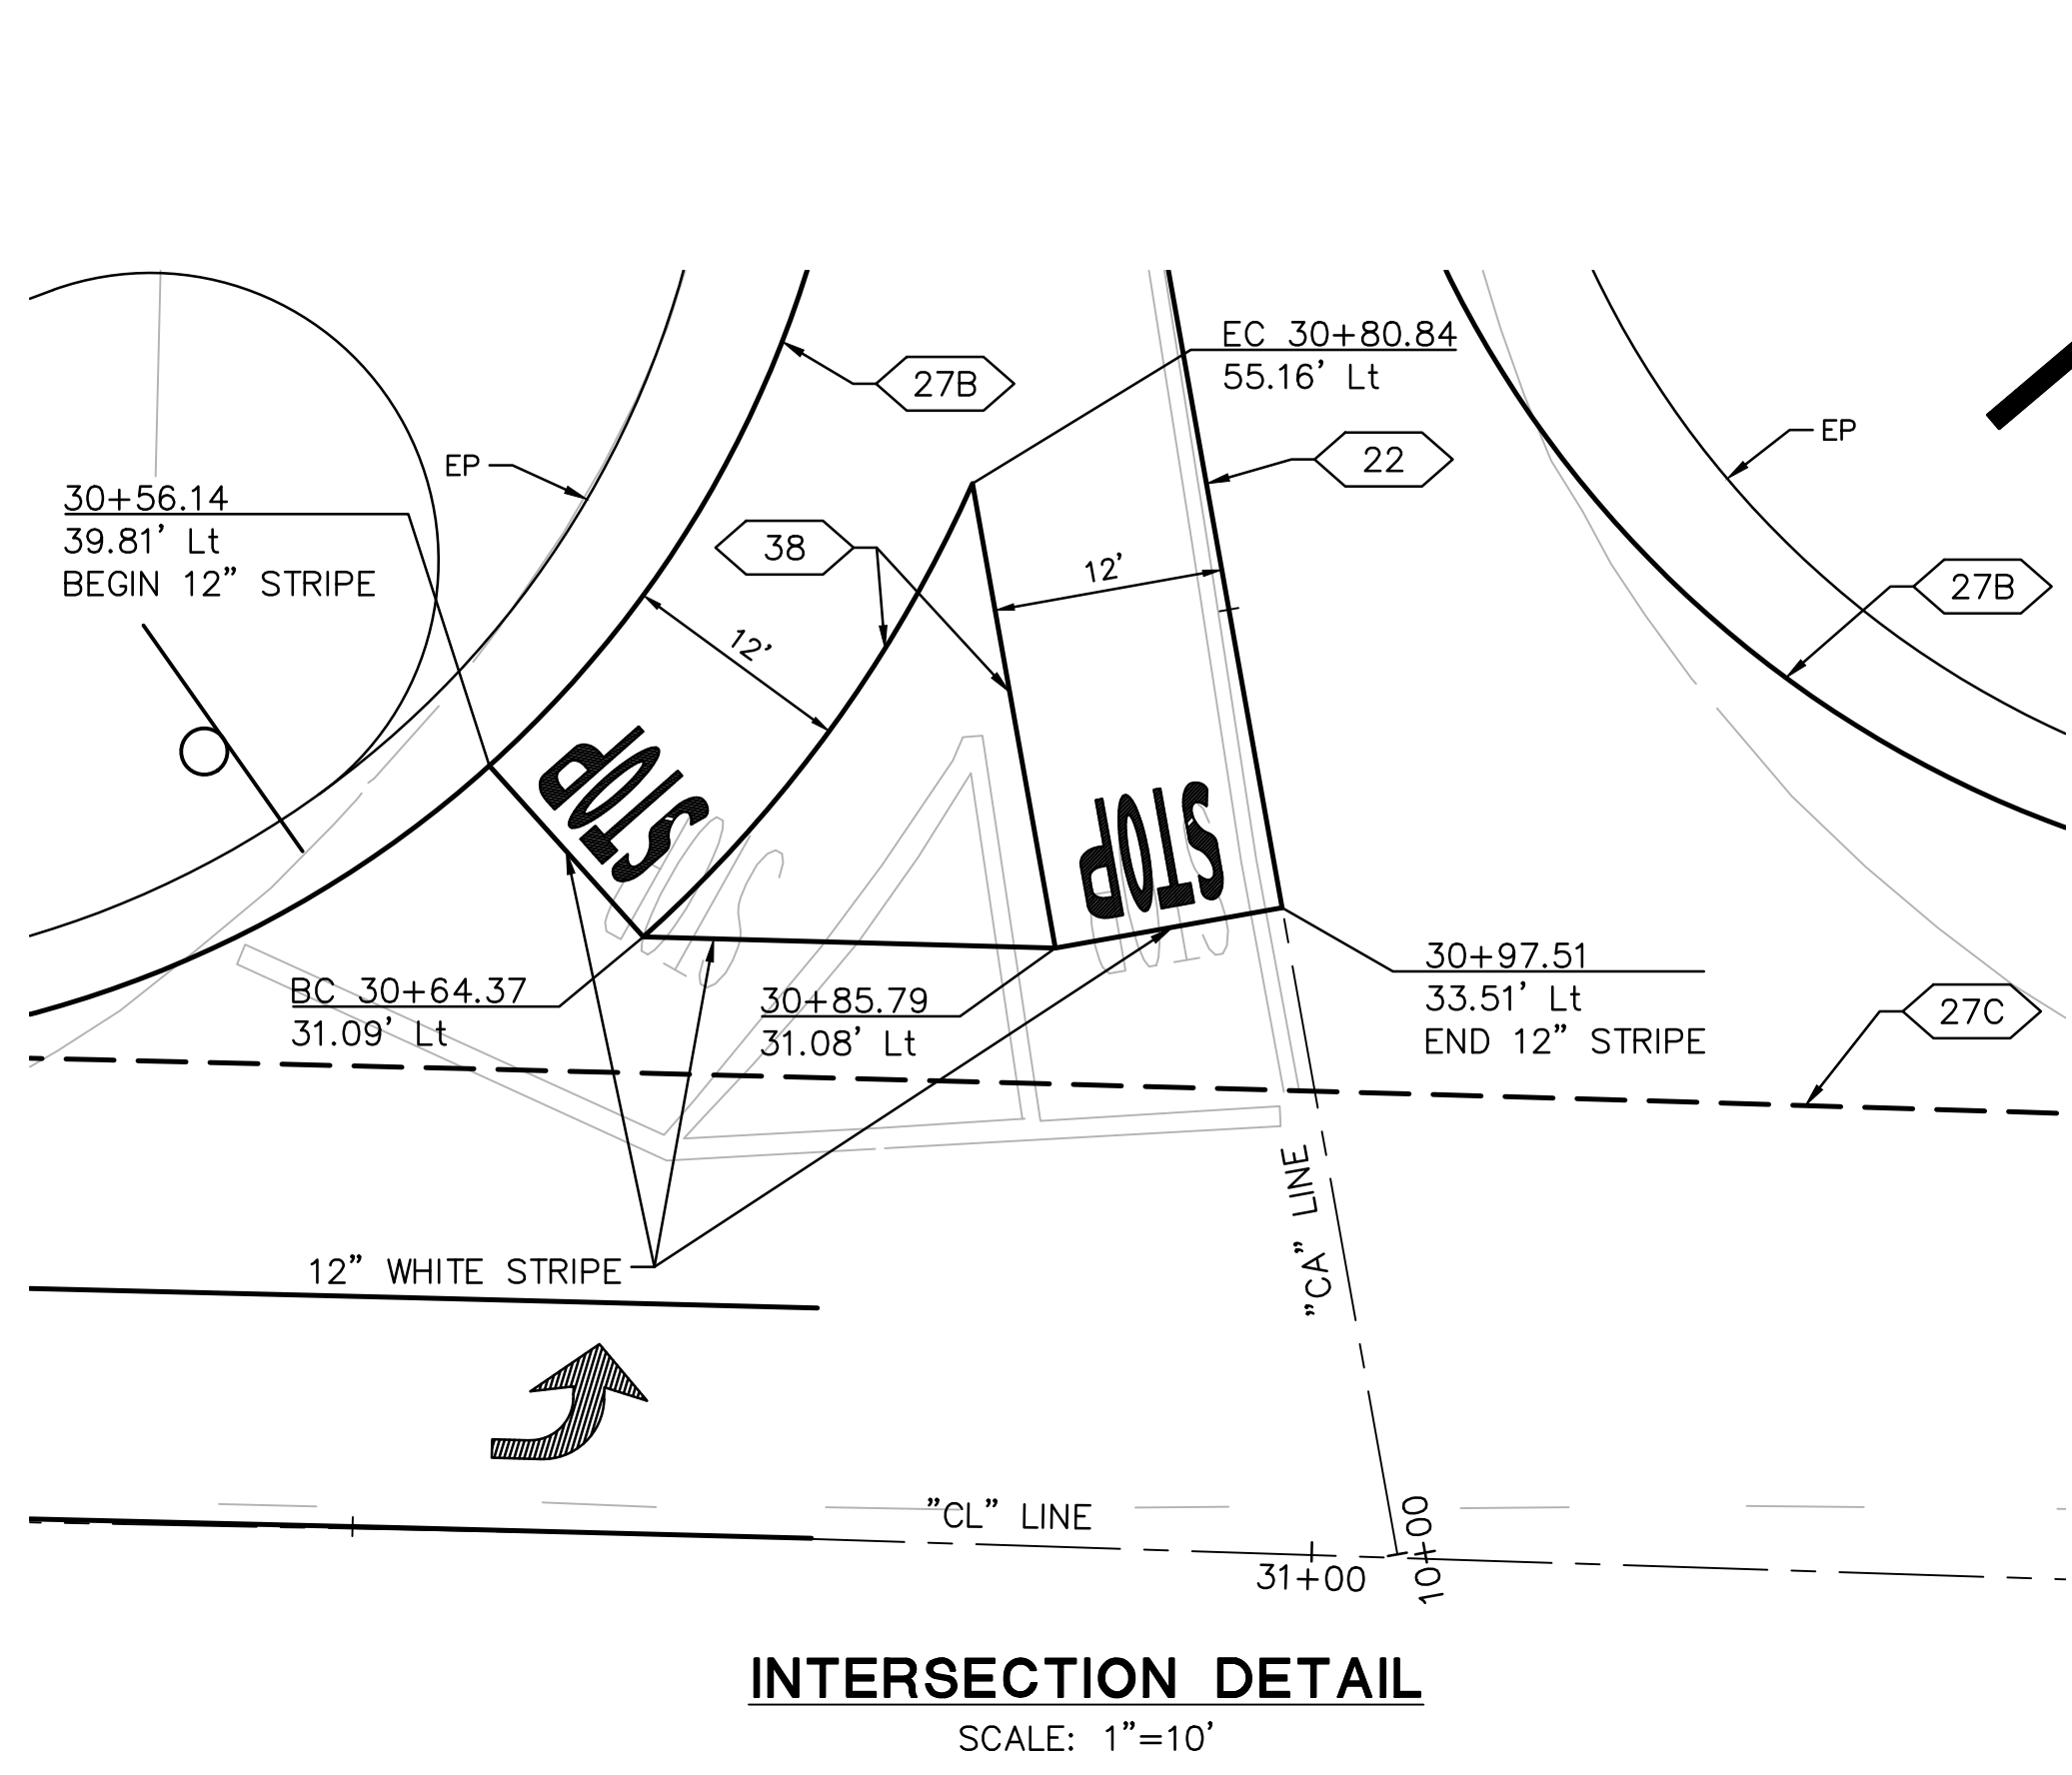 EC 30+80.84
55.16' Lt
27B
22
EP
EP
30+56.14
39.81' Lt
BEGIN 12" STRIPE
38
12'
27B
12'
STOP
STOP
30+97.51
33.51' Lt
END 12" STRIPE
BC 30+64.37
31.09' Lt
30+85.79
31.08' Lt
27C
"CA" LINE
12" WHITE STRIPE
"CL" LINE
31+00
10+00
INTERSECTION DETAIL
SCALE: 1"=10'